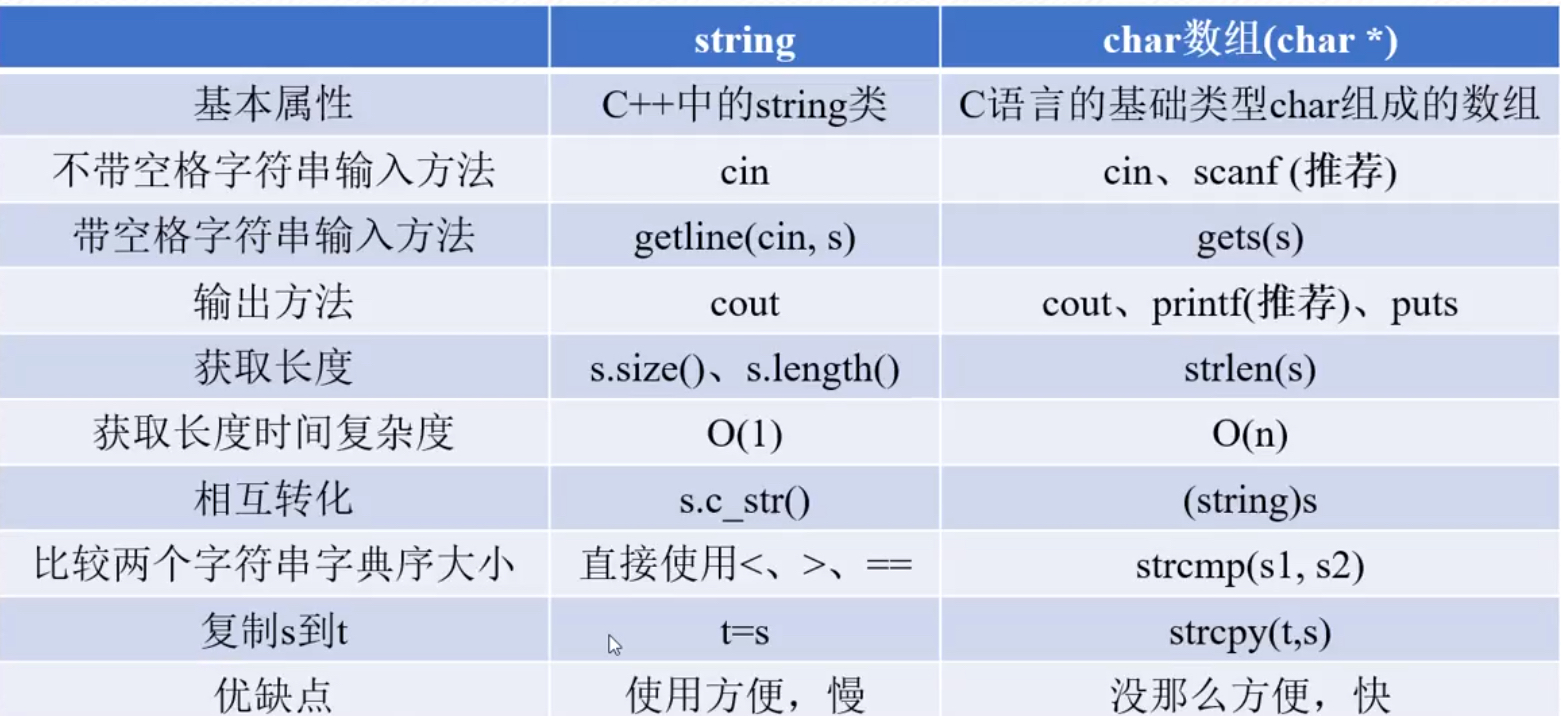 string char数组(char *)
基本属性 C++中的string类 C语言的基础类型char组成的数组
不带空格字符串输入方法 cin cin、scanf (推荐)
带空格字符串输入方法 getline(cin, s) gets(s)
输出方法 cout cout、printf(推荐)、puts
获取长度 s.size()、s.length() strlen(s)
获取长度时间复杂度 O(1) O(n)
相互转化 s.c_str() (string)s
比较两个字符串字典序大小 直接使用<、>、== strcmp(s1, s2)
复制s到t t=s strcpy(t,s)
优缺点 使用方便，慢 没那么方便，快